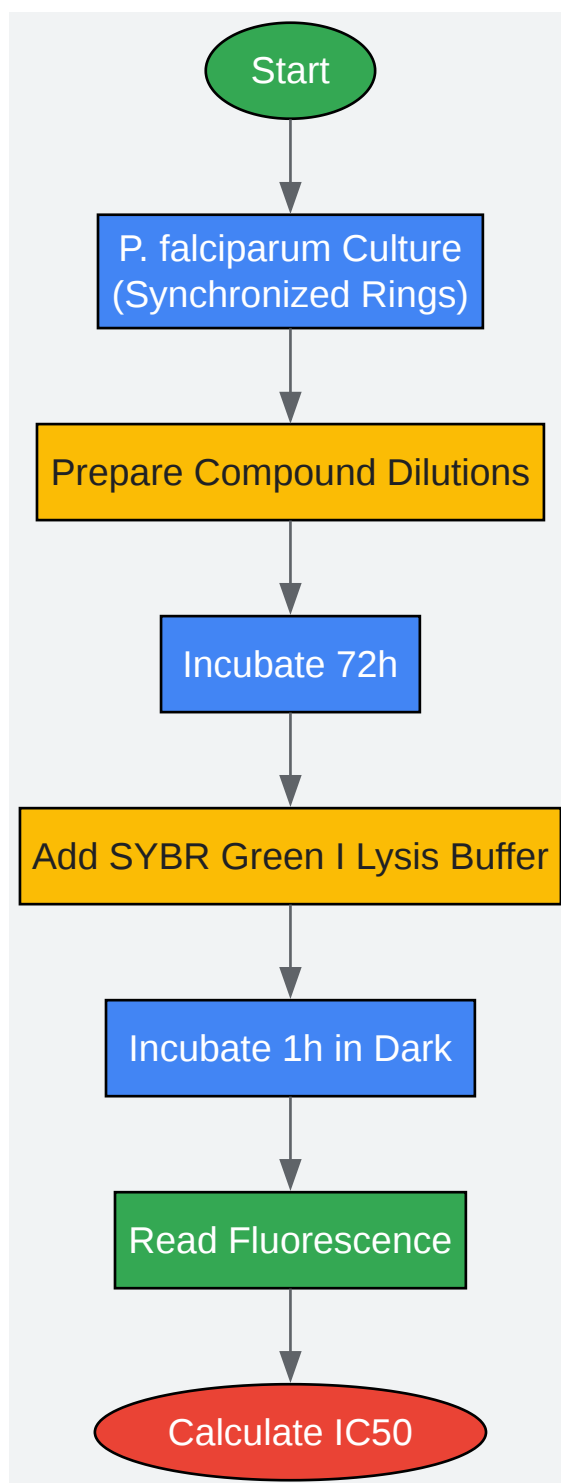 Start
P. falciparum Culture
(Synchronized Rings)
Prepare Compound Dilutions
Incubate 72h
Add SYBR Green I Lysis Buffer
Incubate 1h in Dark
Read Fluorescence
Calculate IC50